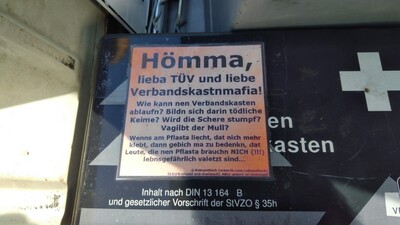 Hömma,
lieba TÜV und liebe
Verbandskastnmafia!
Wie kann nen Verbandskasten
ablaufn? Bildn sich darin tödliche
Keime? Wird die Schere stumpf?
Vagilbt der Mull?
Wenne am Pflasta liecht, dat nich mehr
klebt, dann gebich ma zu bedenkn, dat
Leute, die nen Pflasta brauchn NICH (!!!)
lebnsgefährlich valetzt sind...
en
kasten
Inhalt nach DIN 13 164 B
und gesetzlicher Vorschrift der StVZO § 35h